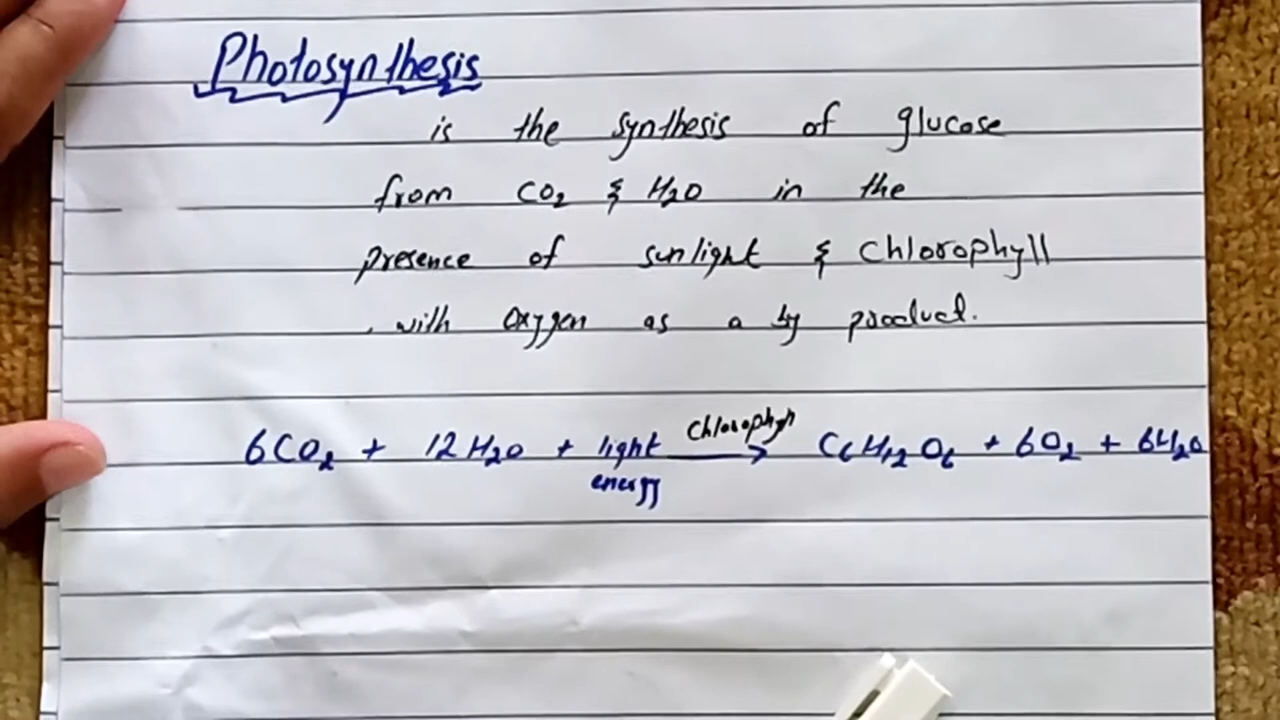 Photosynthesis
is the synthesis of glucose
from CO₂ & H₂O in the
presence of sunlight & Chlorophyll
with oxygen as a by product.
Chlorophyll
6CO₂ + 12H₂O + light → C₆H₁₂O₆ + 6O₂ + 6H₂O
energy